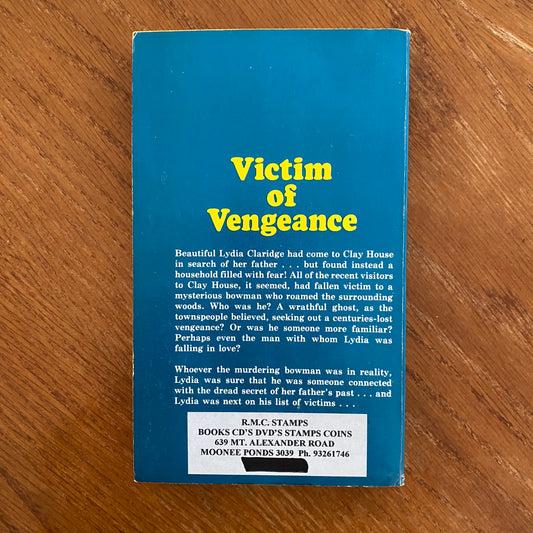 Victim
of
Vengeance
Beautiful Lydia Claridge had come to Clay House
in search of her father . . . but found instead a
household filled with fear! All of the recent visitors
to Clay House, it seemed, had fallen victim to a
mysterious bowman who roamed the surrounding
woods. Who was he? A wrathful ghost, as the
townspeople believed, seeking out a centuries-lost
vengeance? Or was he someone more familiar?
Perhaps even the man with whom Lydia was
falling in love?
Whoever the murdering bowman was in reality,
Lydia was sure that he was someone connected
with the dread secret of her father's past . . . and
Lydia was next on his list of victims . . .
R.M.C. STAMPS
BOOKS CD'S DVD'S STAMPS COINS
639 MT. ALEXANDER ROAD
MOONEE PONDS 3039 Ph. 93261746